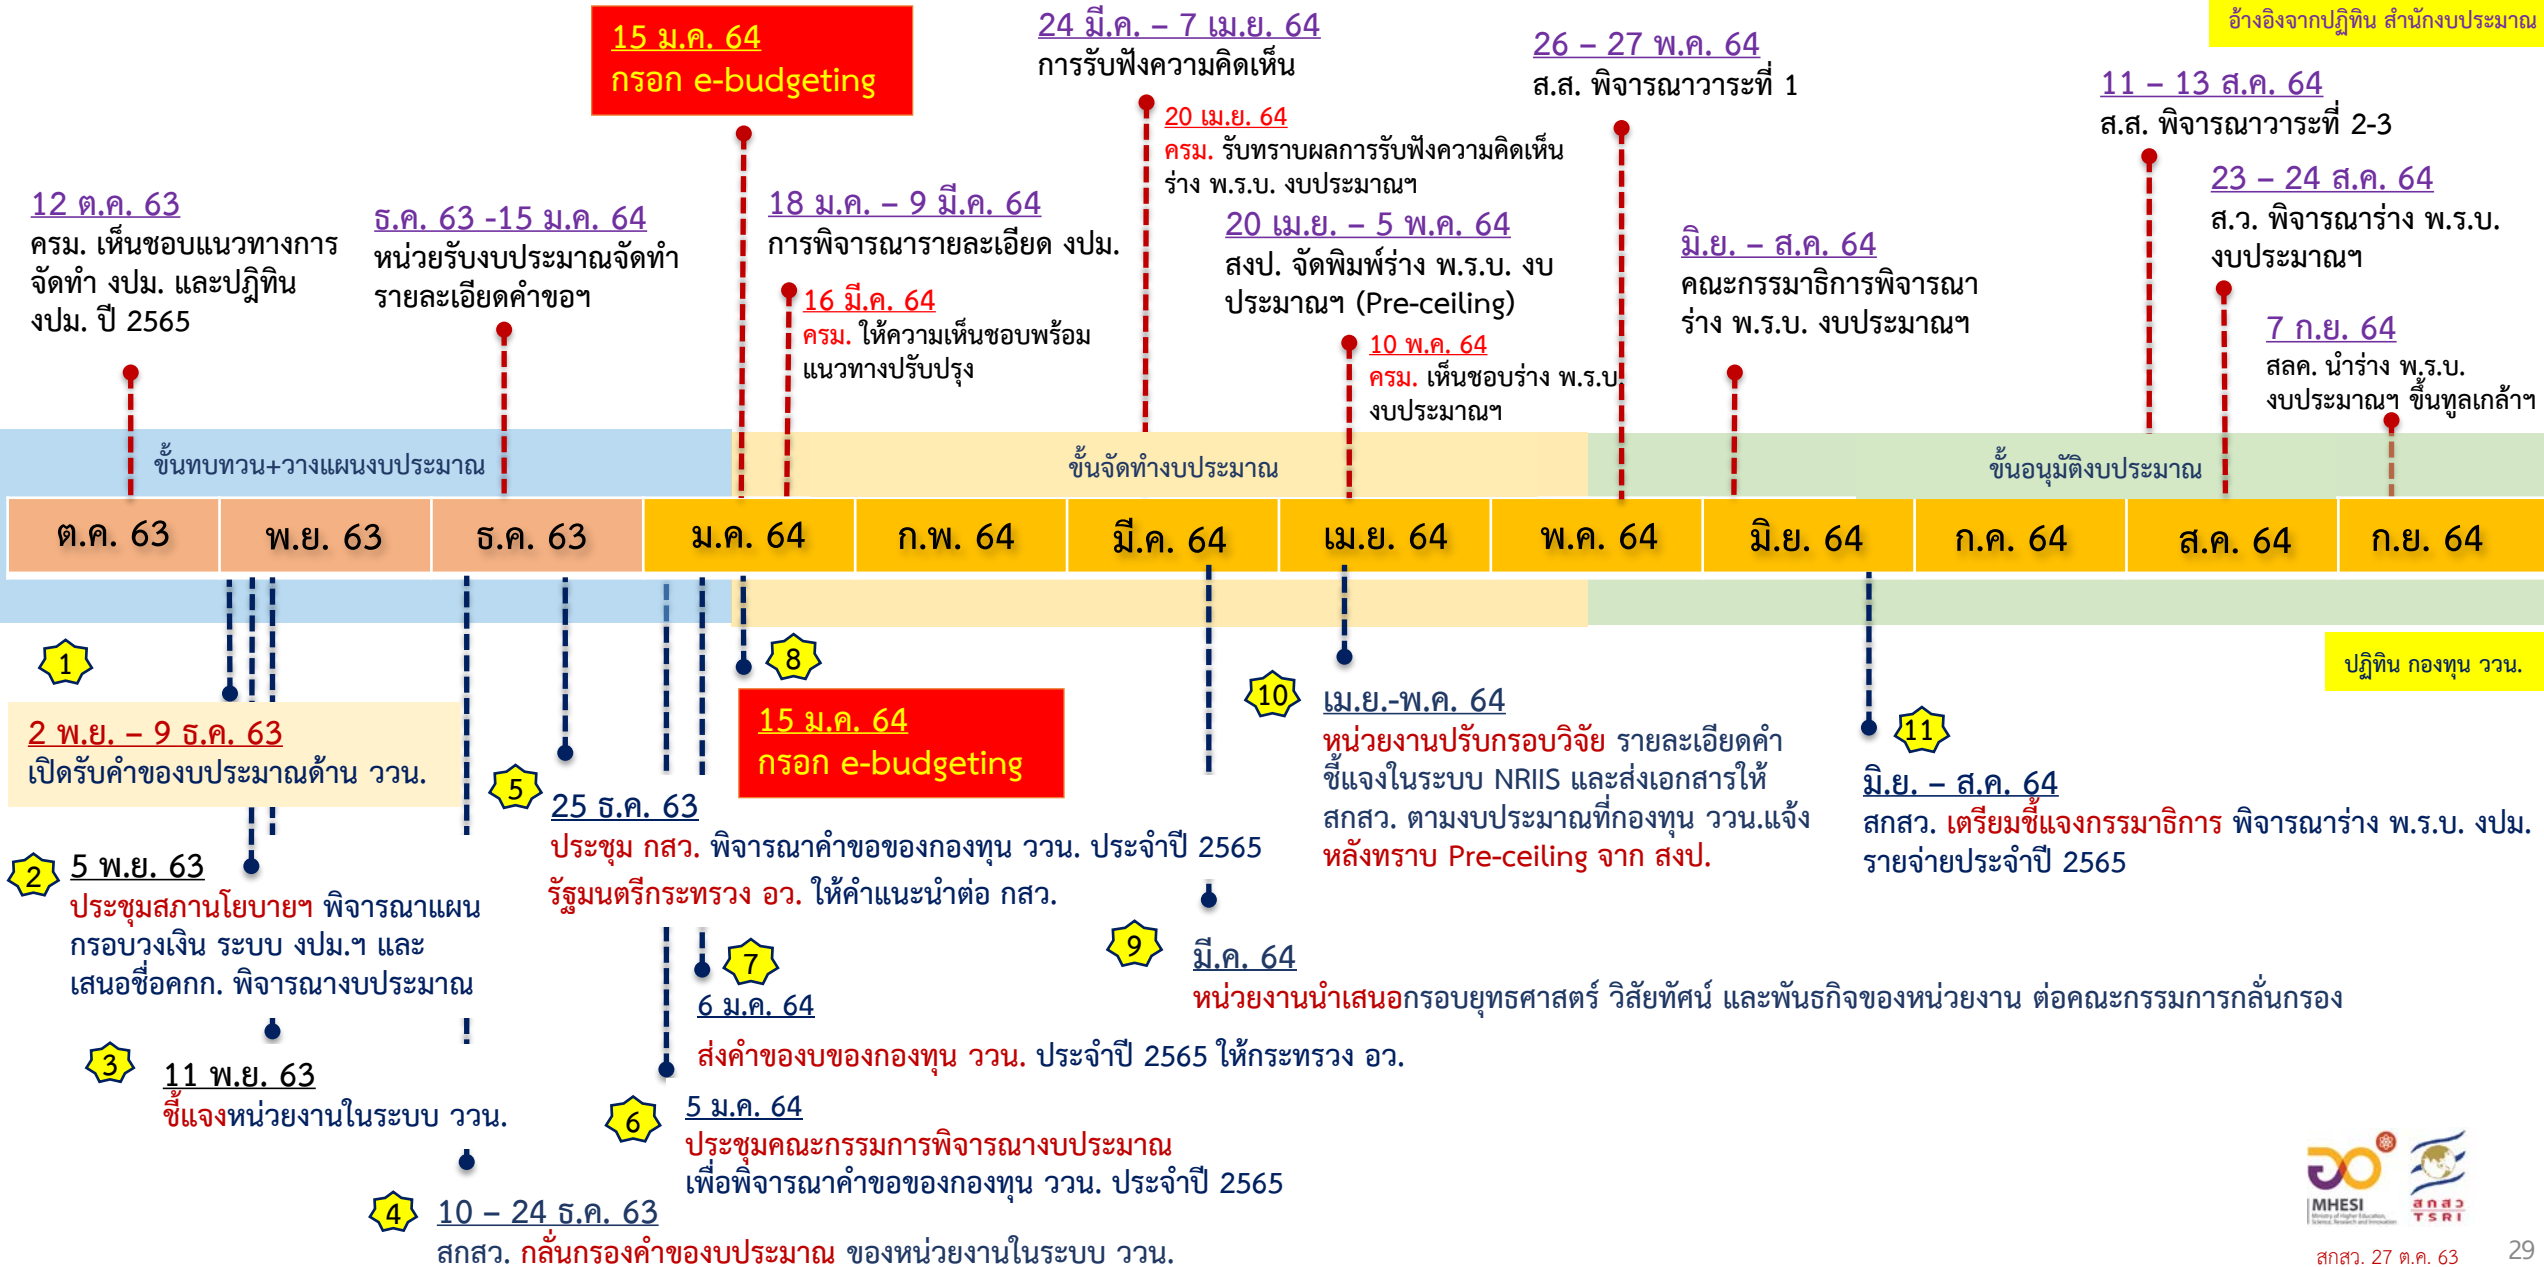 อ้างอิงจากปฏิทิน สำนักงบประมาณ
15 ม.ค. 64
กรอก e-budgeting
24 มี.ค. – 7 เม.ย. 64
การรับฟังความคิดเห็น
20 เม.ย. 64
ครม. รับทราบผลการรับฟังความคิดเห็น
ร่าง พ.ร.บ. งบประมาณฯ
26 – 27 พ.ค. 64
ส.ส. พิจารณาวาระที่ 1
11 – 13 ส.ค. 64
ส.ส. พิจารณาวาระที่ 2-3
12 ต.ค. 63
ครม. เห็นชอบแนวทางการ
จัดทำ งปม. และปฎิทิน
งปม. ปี 2565
ธ.ค. 63 -15 ม.ค. 64
หน่วยรับงบประมาณจัดทำ
รายละเอียดคำขอฯ
18 ม.ค. – 9 มี.ค. 64
การพิจารณารายละเอียด งปม.
16 มี.ค. 64
ครม. ให้ความเห็นชอบพร้อม
แนวทางปรับปรุง
20 เม.ย. – 5 พ.ค. 64
สงป. จัดพิมพ์ร่าง พ.ร.บ. งบ
ประมาณฯ (Pre-ceiling)
10 พ.ค. 64
ครม. เห็นชอบร่าง พ.ร.บ.
งบประมาณฯ
มิ.ย. – ส.ค. 64
คณะกรรมาธิการพิจารณา
ร่าง พ.ร.บ. งบประมาณฯ
23 – 24 ส.ค. 64
ส.ว. พิจารณาร่าง พ.ร.บ.
งบประมาณฯ
7 ก.ย. 64
สลค. นำร่าง พ.ร.บ.
งบประมาณฯ ขึ้นทูลเกล้าฯ
ขั้นทบทวน+วางแผนงบประมาณ
ขั้นจัดทำงบประมาณ
ขั้นอนุมัติงบประมาณ
ต.ค. 63
พ.ย. 63
ธ.ค. 63
ม.ค. 64
ก.พ. 64
มี.ค. 64
เม.ย. 64
พ.ค. 64
มิ.ย. 64
ก.ค. 64
ส.ค. 64
ก.ย. 64
ปฏิทิน กองทุน ววน.
1
2 พ.ย. – 9 ธ.ค. 63
เปิดรับคำของบประมาณด้าน ววน.
2
5 พ.ย. 63
ประชุมสภานโยบายฯ พิจารณาแผน
กรอบวงเงิน ระบบ งปม.ฯ และ
เสนอชื่อคกก. พิจารณางบประมาณ
3
11 พ.ย. 63
ชี้แจงหน่วยงานในระบบ ววน.
4
10 – 24 ธ.ค. 63
สกสว. กลั่นกรองคำของบประมาณ ของหน่วยงานในระบบ ววน.
5
25 ธ.ค. 63
ประชุม กสว. พิจารณาคำขอของกองทุน ววน. ประจำปี 2565
รัฐมนตรีกระทรวง อว. ให้คำแนะนำต่อ กสว.
6
5 ม.ค. 64
ประชุมคณะกรรมการพิจารณางบประมาณ
เพื่อพิจารณาคำขอของกองทุน ววน. ประจำปี 2565
7
6 ม.ค. 64
ส่งคำของบของกองทุน ววน. ประจำปี 2565 ให้กระทรวง อว.
8
15 ม.ค. 64
กรอก e-budgeting
9
มี.ค. 64
หน่วยงานนำเสนอกรอบยุทธศาสตร์ วิสัยทัศน์ และพันธกิจของหน่วยงาน ต่อคณะกรรมการกลั่นกรอง
10
เม.ย.-พ.ค. 64
หน่วยงานปรับกรอบวิจัย รายละเอียดคำ
ชี้แจงในระบบ NRIIS และส่งเอกสารให้
สกสว. ตามงบประมาณที่กองทุน ววน.แจ้ง
หลังทราบ Pre-ceiling จาก สงป.
11
มิ.ย. – ส.ค. 64
สกสว. เตรียมชี้แจงกรรมาธิการ พิจารณาร่าง พ.ร.บ. งปม.
รายจ่ายประจำปี 2565
MHESI
Ministry of Higher Education,
Science, Research and Innovation
สกสว
TSRI
สกสว. 27 ต.ค. 63
29